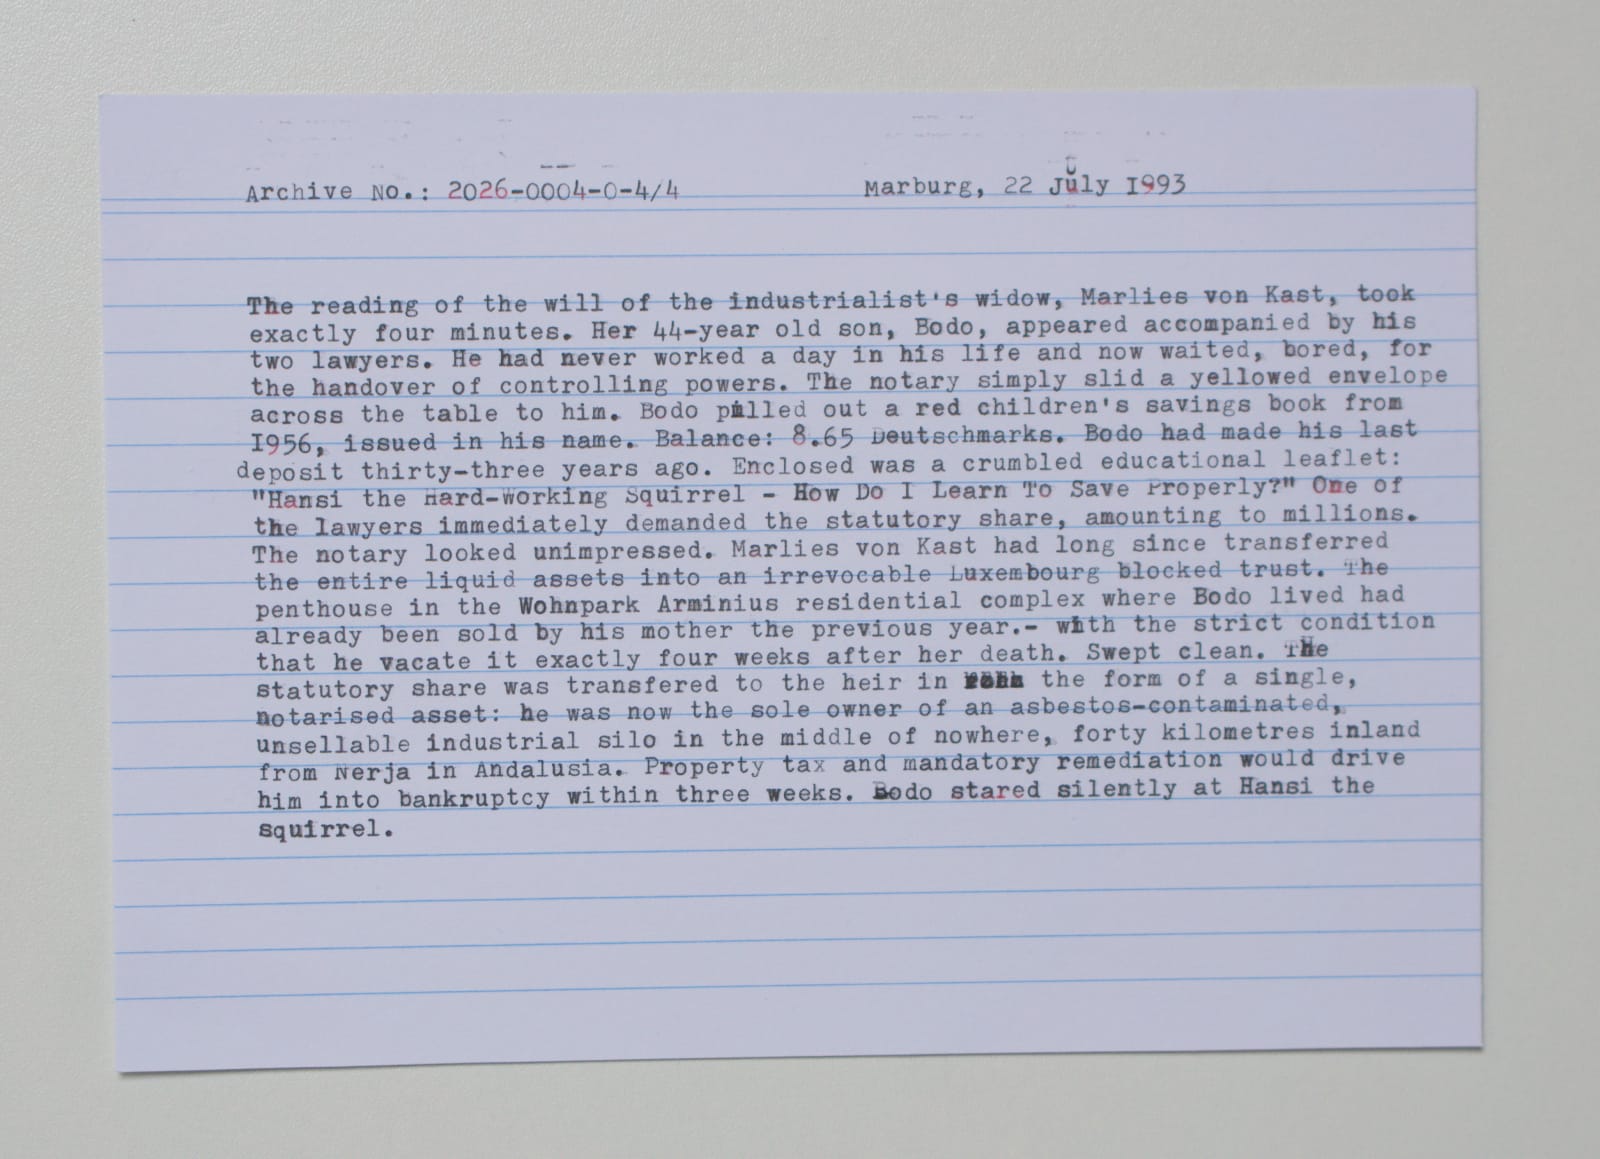 Archive No.: 2026-0004-0-4/4 Marburg, 22 July I993
The reading of the will of the industrialist's widow, Marlies von Kast, took
exactly four minutes. Her 44-year old son, Bodo, appeared accompanied by his
two lawyers. He had never worked a day in his life and now waited, bored, for
the handover of controlling powers. The notary simply slid a yellowed envelope
across the table to him. Bodo pulled out a red children's savings book from
I956, issued in his name. Balance: 8.65 Deutschmarks. Bodo had made his last
deposit thirty-three years ago. Enclosed was a crumbled educational leaflet:
"Hansi the Hard-working Squirrel - How Do I Learn To Save Properly?" One of
the lawyers immediately demanded the statutory share, amounting to millions.
The notary looked unimpressed. Marlies von Kast had long since transferred
the entire liquid assets into an irrevocable Luxembourg blocked trust. The
penthouse in the Wohnpark Arminius residential complex where Bodo lived had
already been sold by his mother the previous year.- with the strict condition
that he vacate it exactly four weeks after her death. Swept clean. The
statutory share was transfered to the heir in the form of a single,
notarised asset: he was now the sole owner of an asbestos-contaminated,
unsellable industrial silo in the middle of nowhere, forty kilometres inland
from Nerja in Andalusia. Property tax and mandatory remediation would drive
him into bankruptcy within three weeks. Bodo stared silently at Hansi the
squirrel.